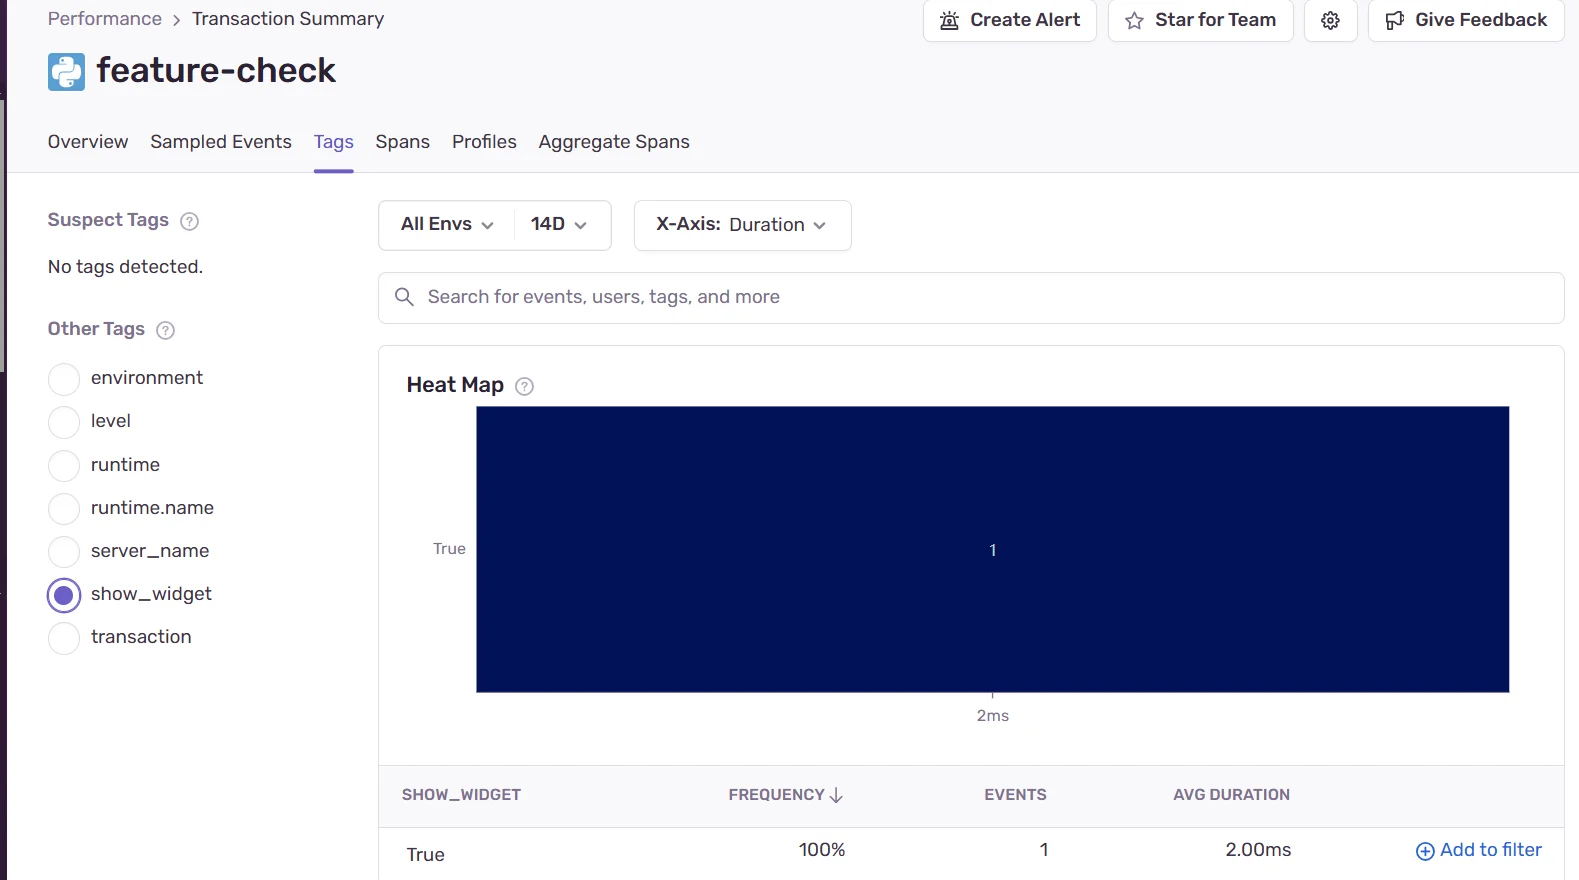 Performance > Transaction Summary
Create Alert
Star for Team
Give Feedback
feature-check
Overview Sampled Events Tags Spans Profiles Aggregate Spans
Suspect Tags ?
No tags detected.
Other Tags ?
environment
level
runtime
runtime.name
server_name
show_widget
transaction
All Envs 14D X-Axis: Duration
Search for events, users, tags, and more
Heat Map ?
True
1
2ms
SHOW_WIDGET FREQUENCY↓ EVENTS AVG DURATION
True 100% 1 2.00ms Add to filter